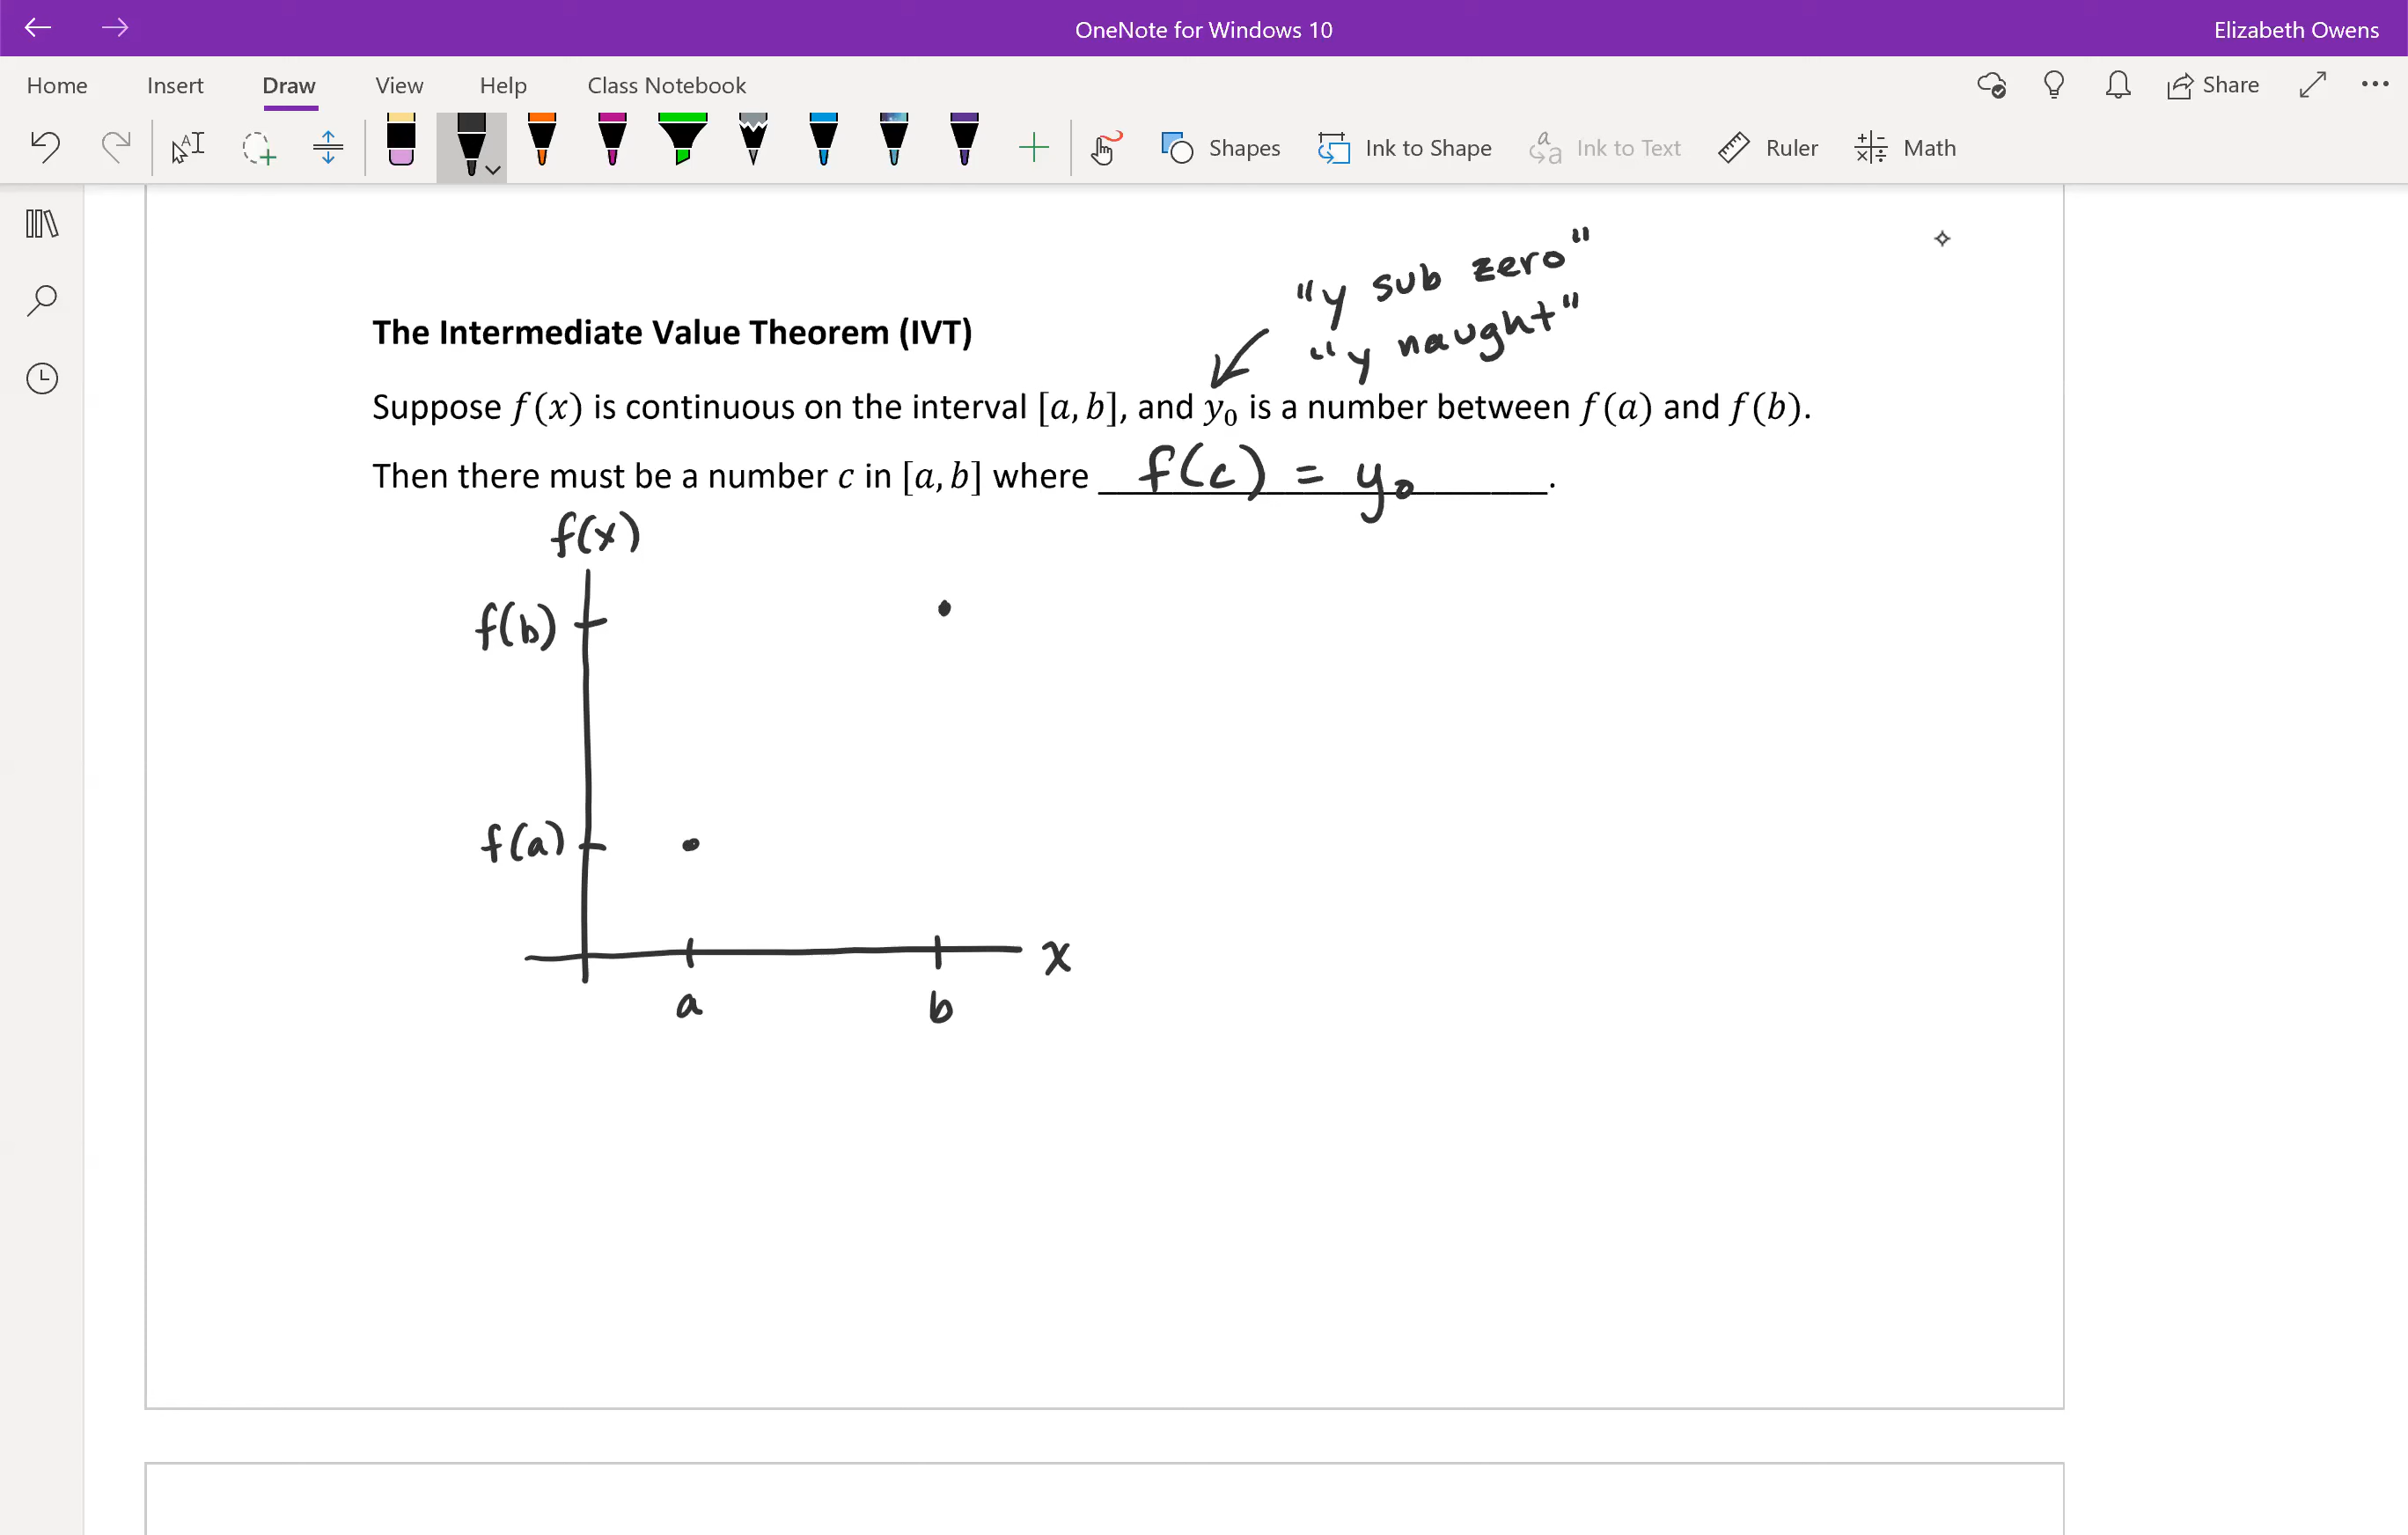 OneNote for Windows 10
Elizabeth Owens
Home Insert Draw View Help Class Notebook
Share
Shapes Ink to Shape Ink to Text Ruler Math
"y sub zero"
"y naught"
The Intermediate Value Theorem (IVT)
Suppose f(x) is continuous on the interval [a, b], and y₀ is a number between f(a) and f(b).
Then there must be a number c in [a, b] where f(c) = y₀.
f(x)
f(b)
f(a)
x
a b